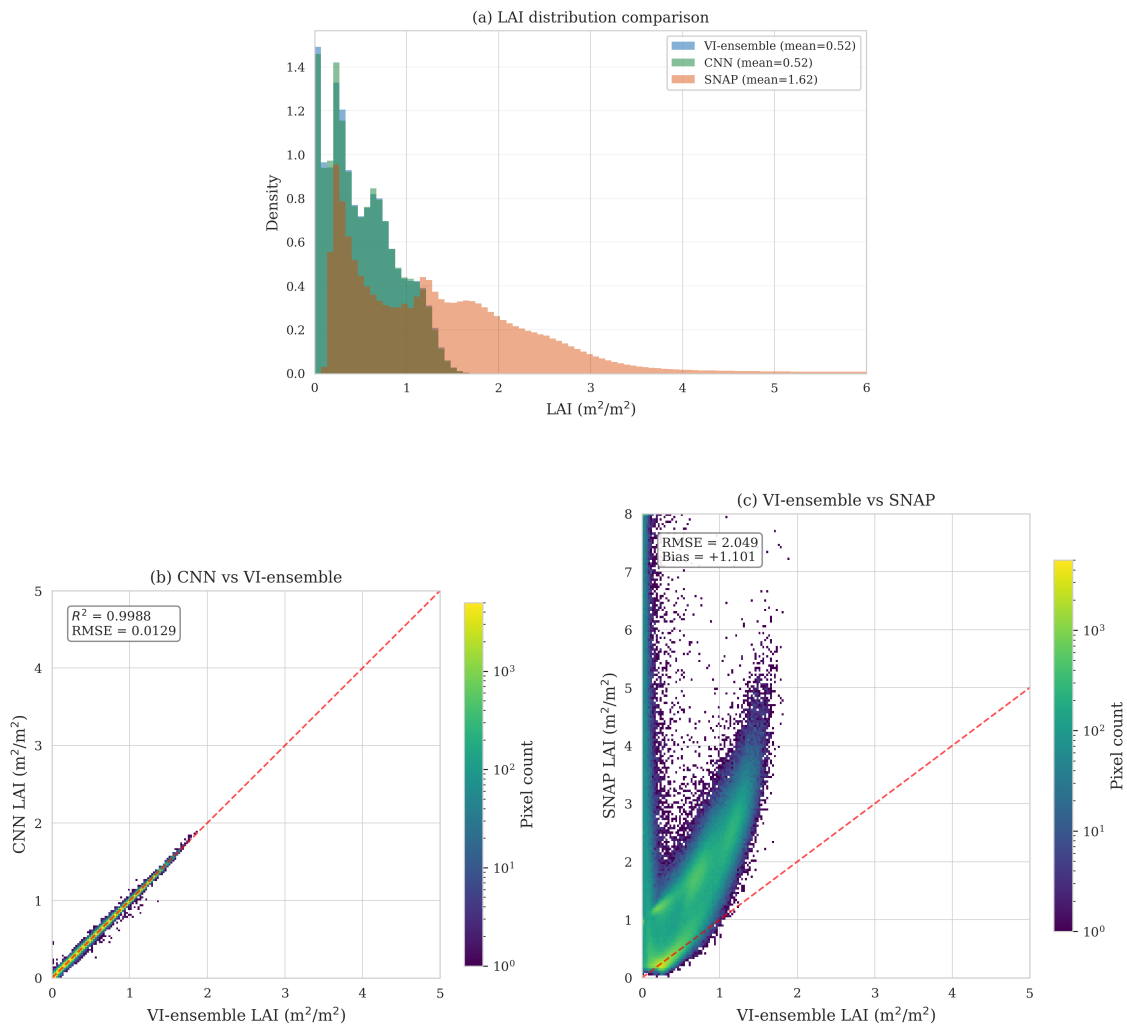 (a) LAI distribution comparison
VI-ensemble (mean=0.52)
CNN (mean=0.52)
SNAP (mean=1.62)
Density
1.4
1.2
1.0
0.8
0.6
0.4
0.2
0.0
0 1 2 3 4 5 6
LAI (m²/m²)
(b) CNN vs VI-ensemble
R² = 0.9988
RMSE = 0.0129
CNN LAI (m²/m²)
5
4
3
2
1
0
0 1 2 3 4 5
VI-ensemble LAI (m²/m²)
10³
10²
10¹
10⁰
Pixel count
(c) VI-ensemble vs SNAP
RMSE = 2.049
Bias = +1.101
SNAP LAI (m²/m²)
8
7
6
5
4
3
2
1
0
0 1 2 3 4 5
VI-ensemble LAI (m²/m²)
10³
10²
10¹
10⁰
Pixel count